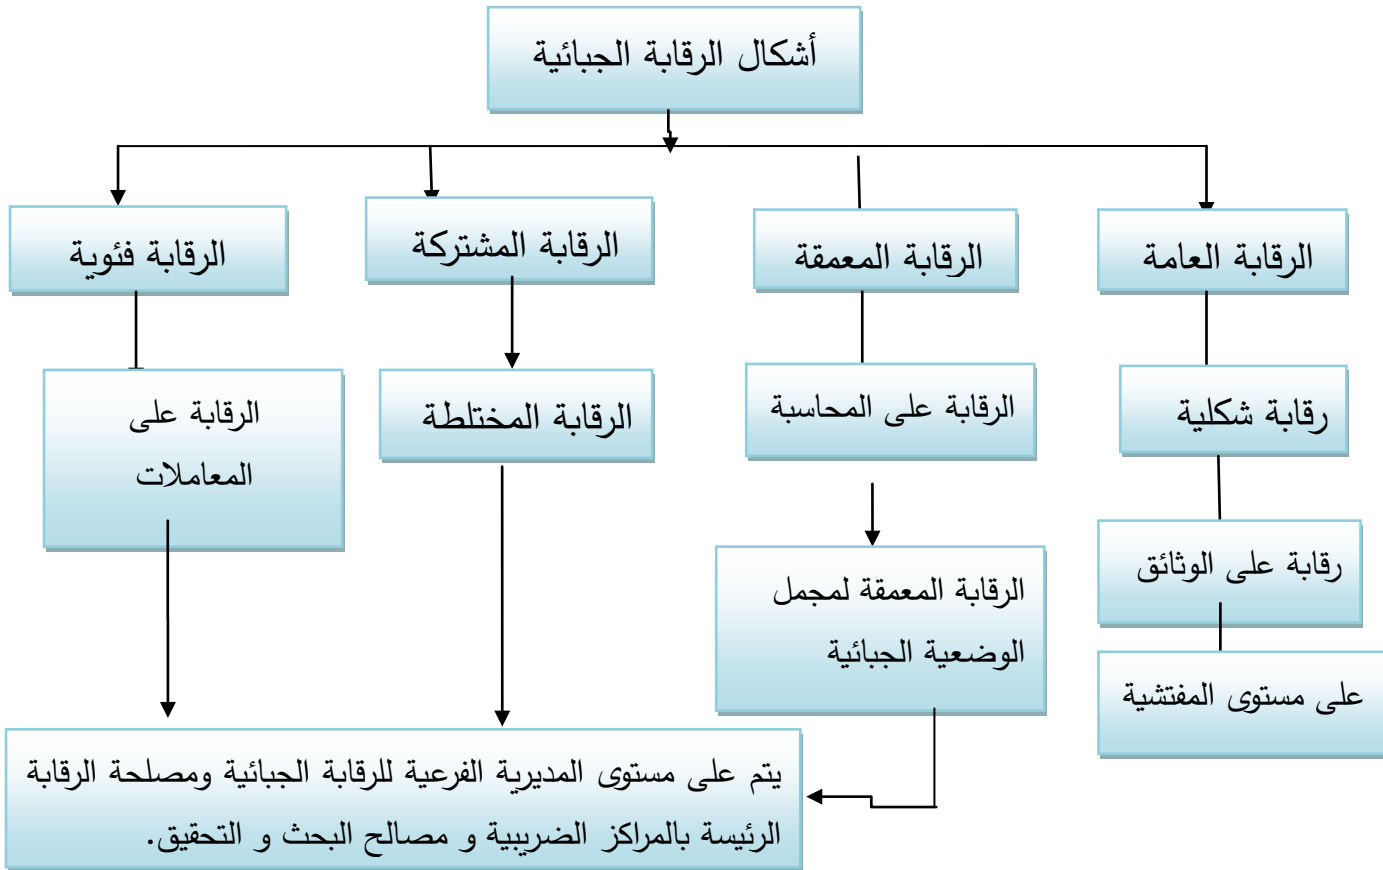 أشكال الرقابة الجبائية
الرقابة العامة
الرقابة المعمقة
الرقابة المشتركة
الرقابة فئوية
رقابة شكلية
الرقابة على المحاسبة
الرقابة المختلطة
الرقابة على
المعاملات
رقابة على الوثائق
الرقابة المعمقة لمجمل
الوضعية الجبائية
على مستوى المفتشية
يتم على مستوى المديرية الفرعية للرقابة الجبائية ومصلحة الرقابة
الرئيسة بالمراكز الضريبية و مصالح البحث و التحقيق.